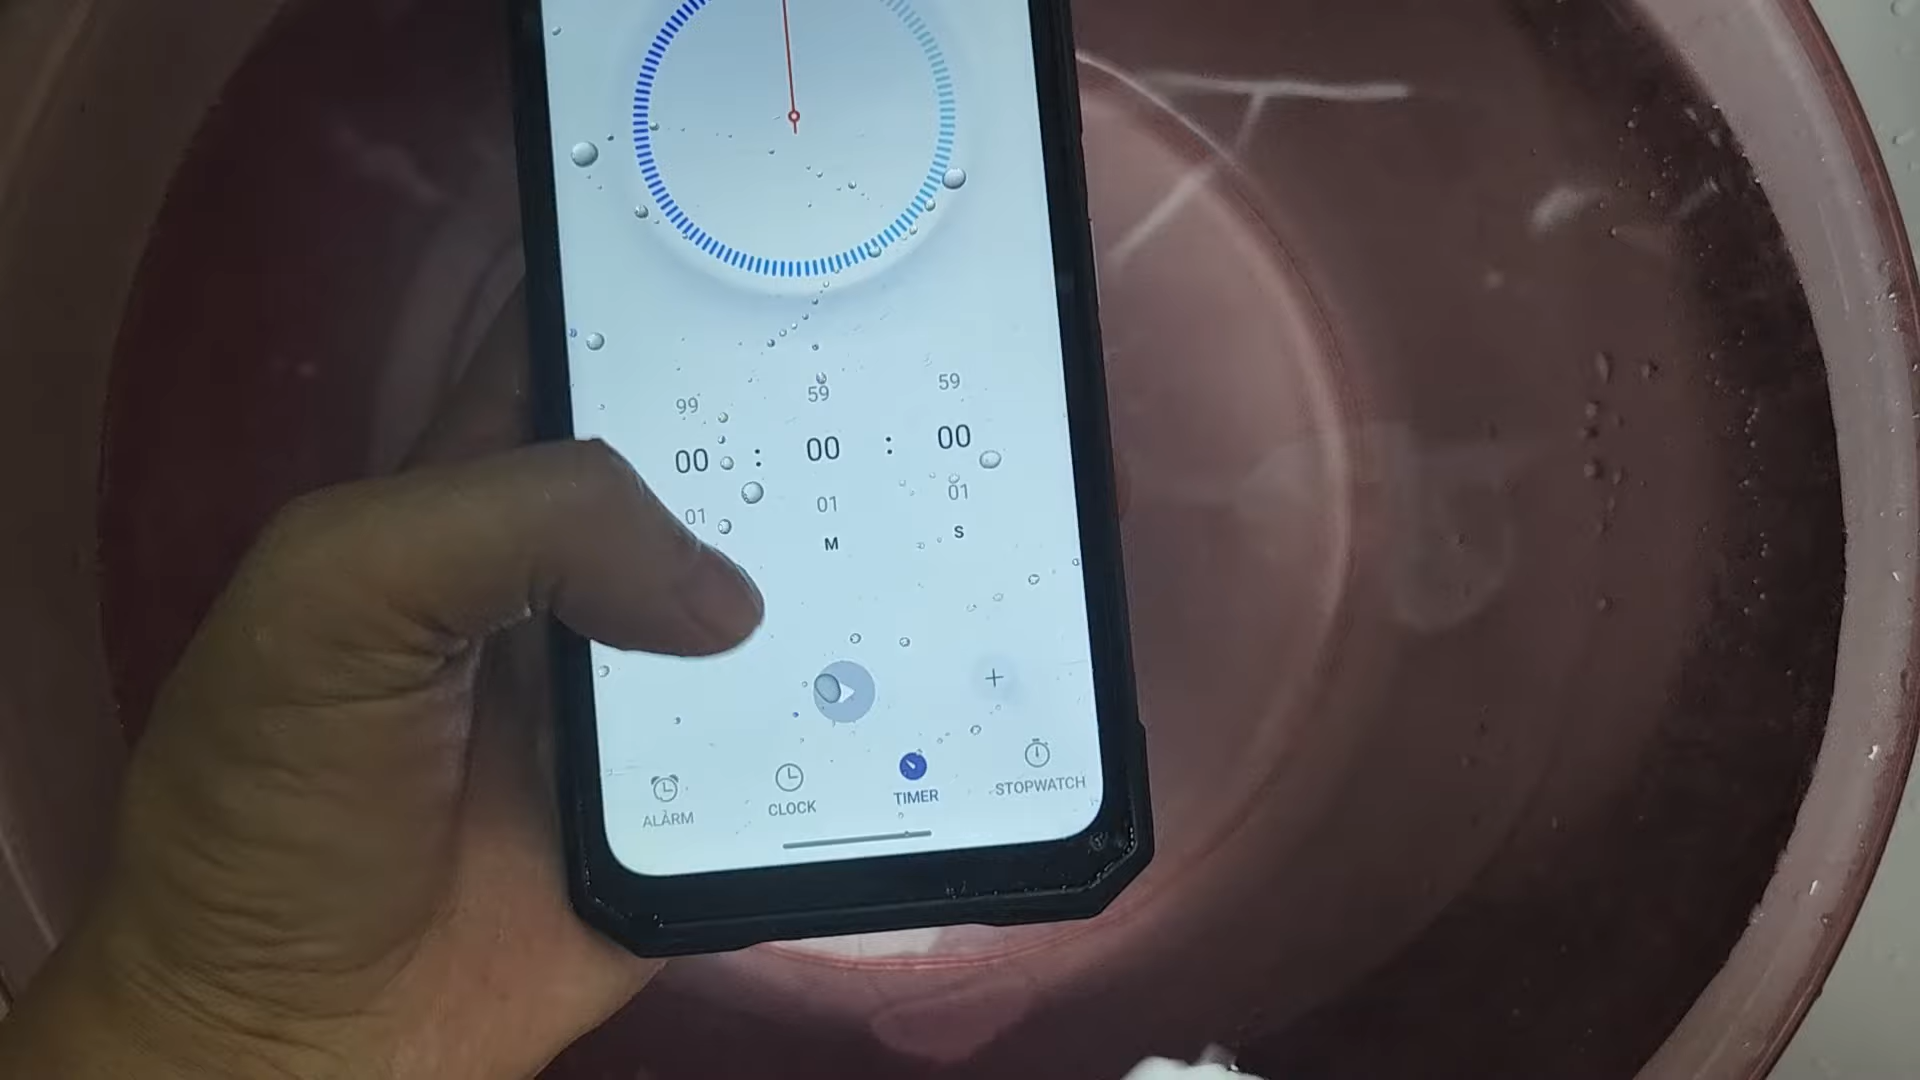 99 59 59
00 : 00 : 00
01 01 01
M S
ALARM CLOCK TIMER STOPWATCH